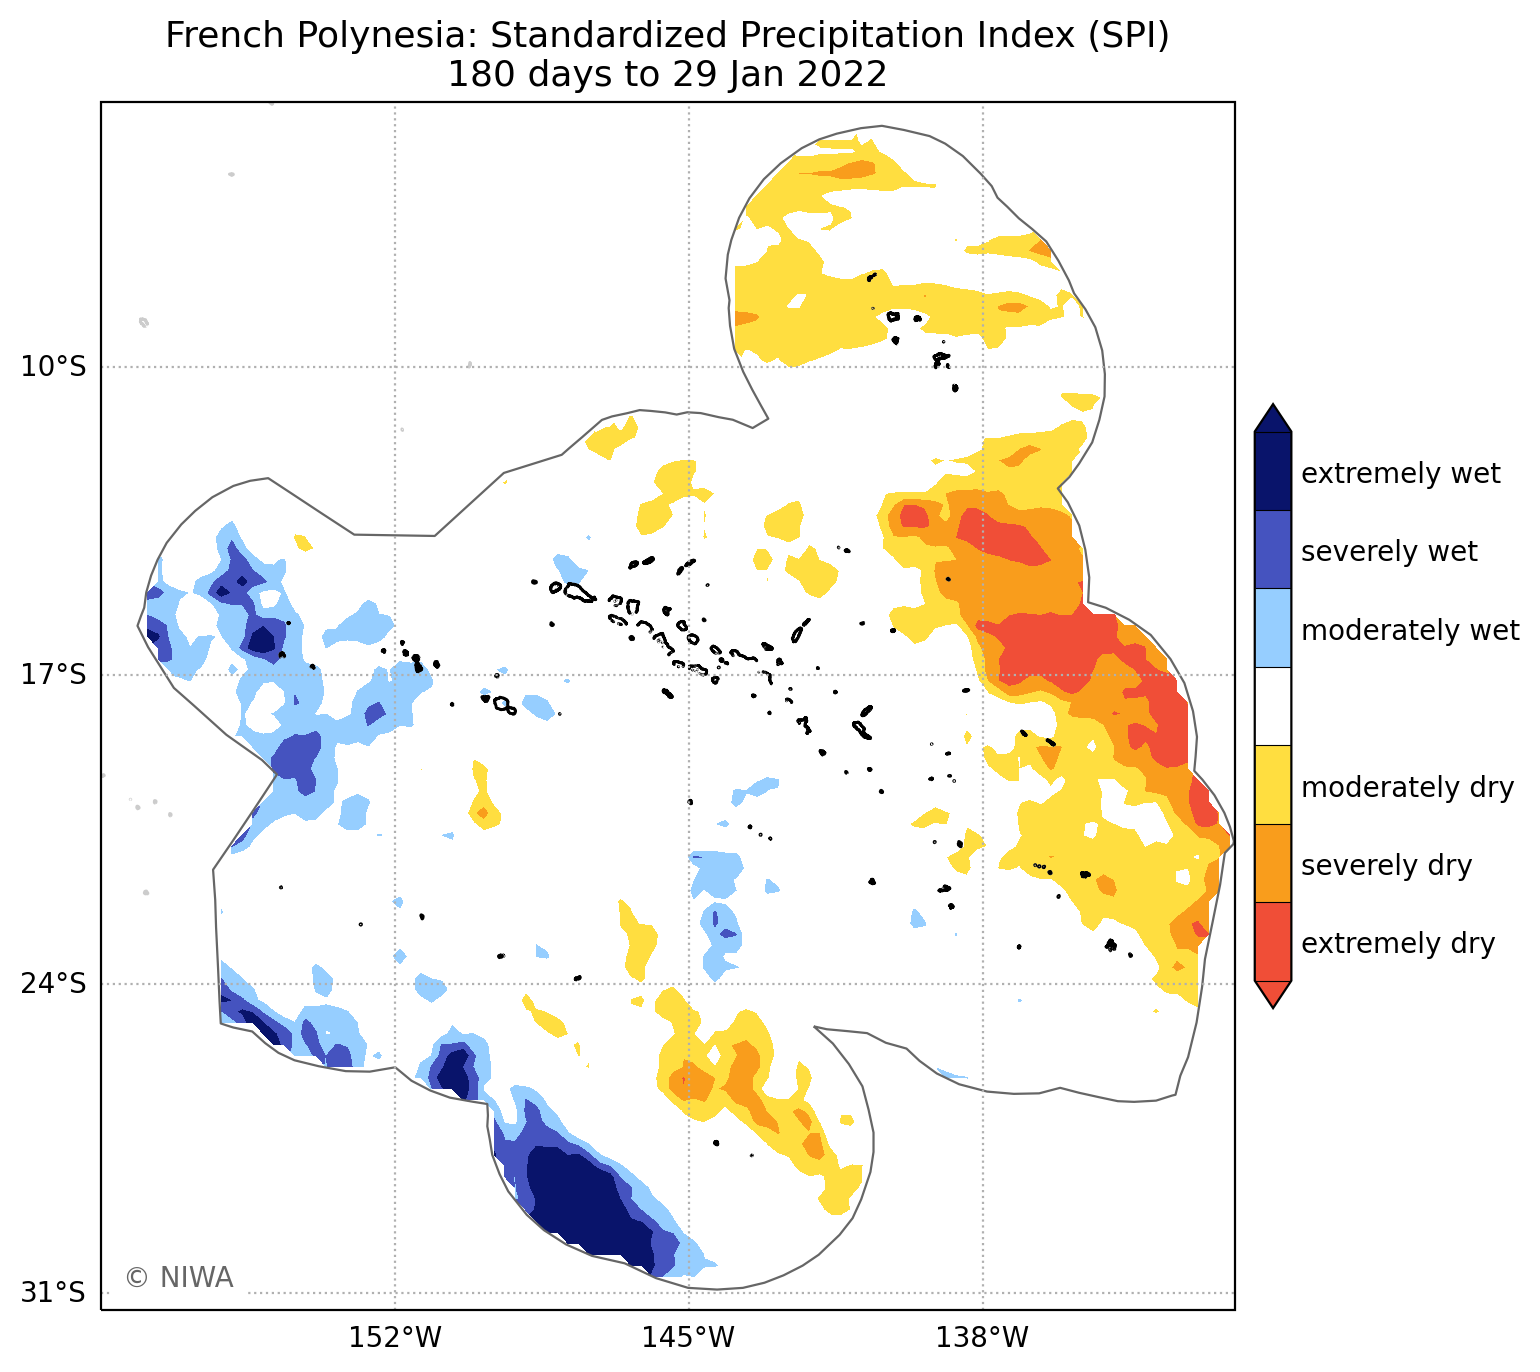 French Polynesia: Standardized Precipitation Index (SPI)
180 days to 29 Jan 2022
10°S
17°S
24°S
31°S
152°W
145°W
138°W
© NIWA
extremely wet
severely wet
moderately wet
moderately dry
severely dry
extremely dry